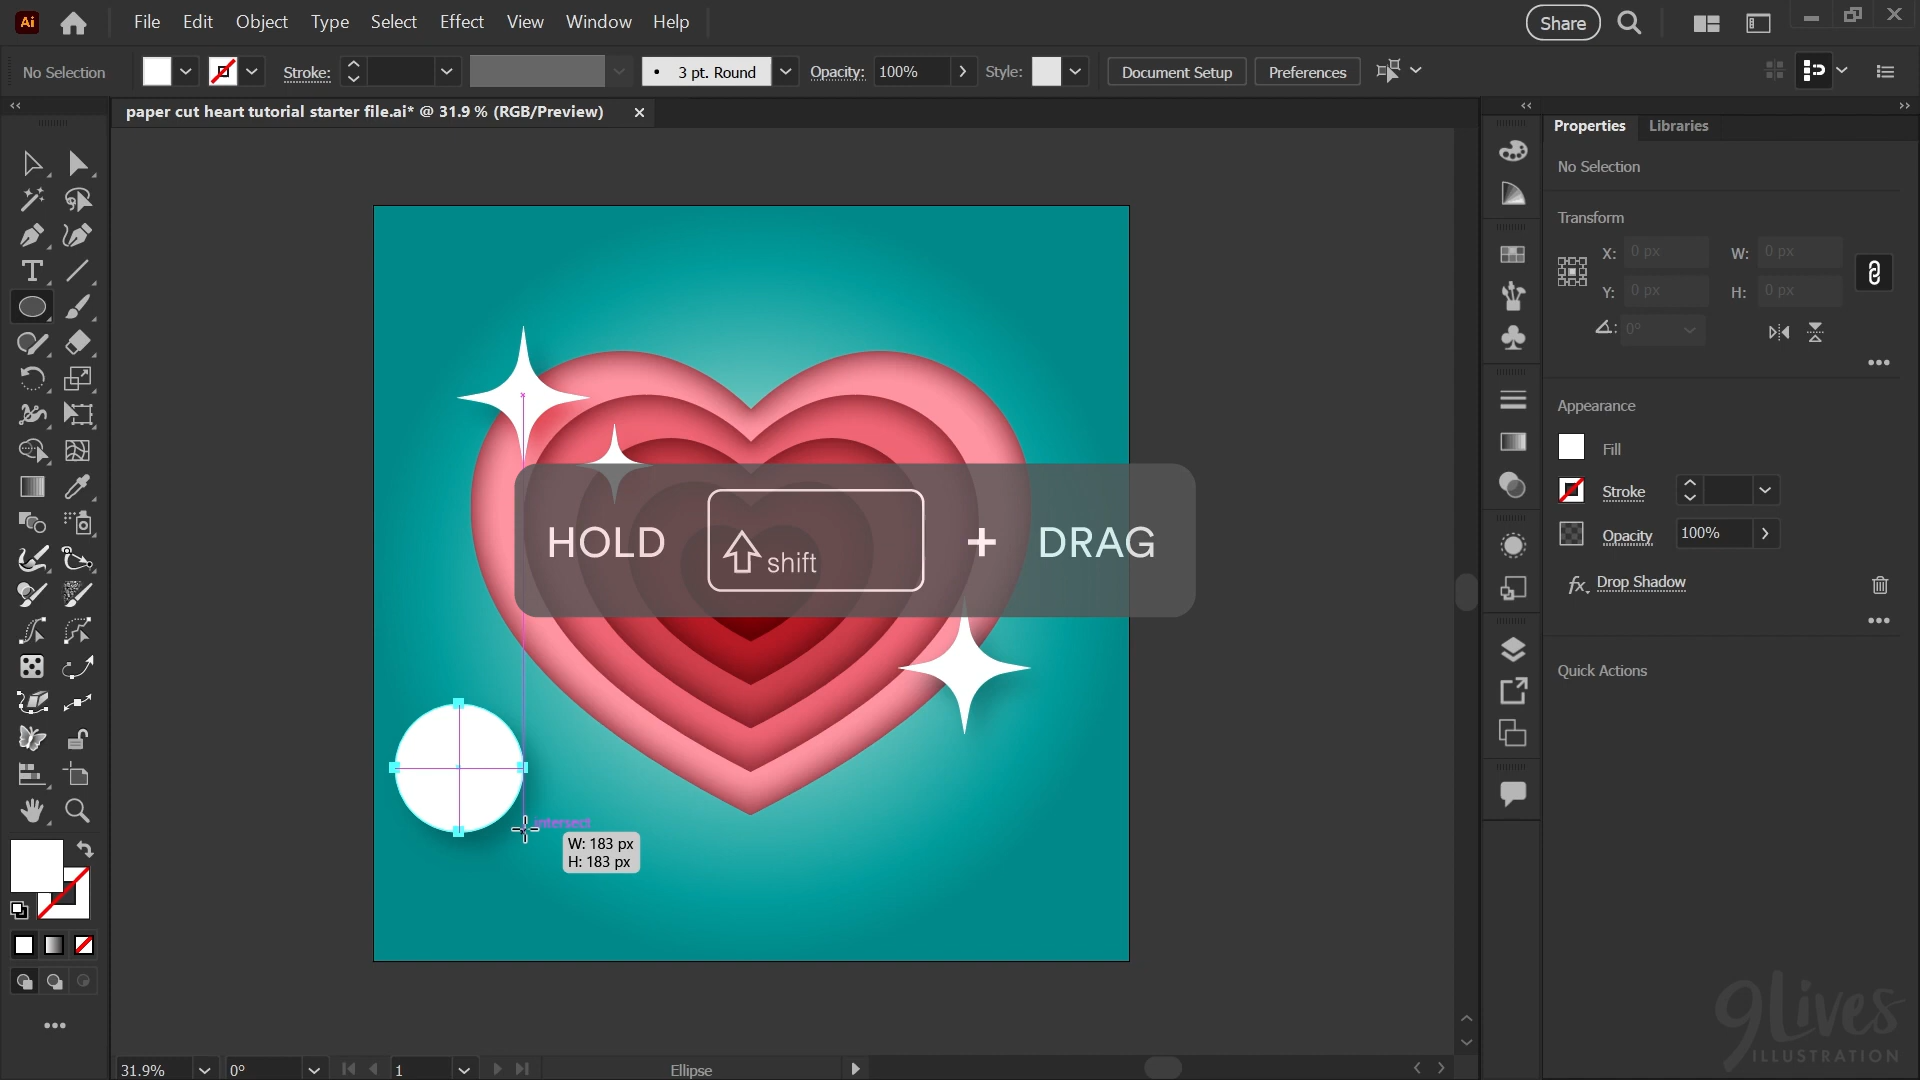 Ai File Edit Object Type Select Effect View Window Help Share
No Selection Stroke: 3 pt. Round Opacity: 100% Style: Document Setup Preferences
paper cut heart tutorial starter file.ai* @ 31.9 % (RGB/Preview)
Properties Libraries
No Selection
Transform
X: 0 px W: 0 px
Y: 0 px H: 0 px
0°
Appearance
Fill
Stroke
Opacity 100%
fx. Drop Shadow
Quick Actions
HOLD shift + DRAG
intersect
W: 183 px
H: 183 px
9Lives
ILLUSTRATION
31.9% 0° 1 Ellipse